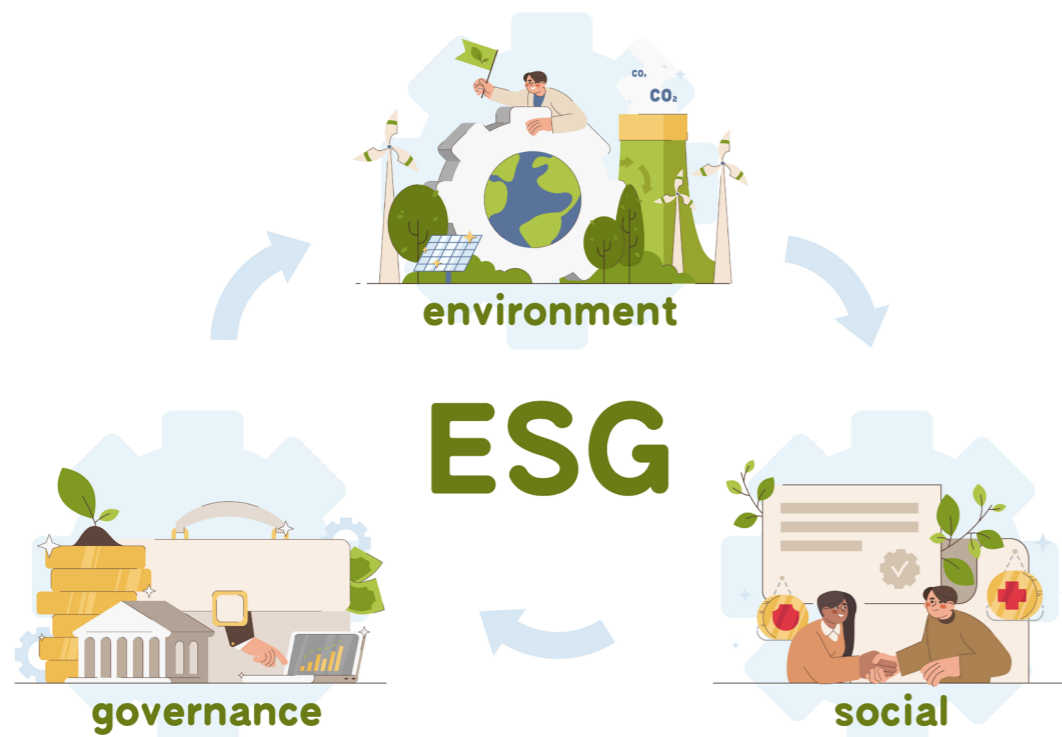 CO₂
CO₂
environment
ESG
governance
social